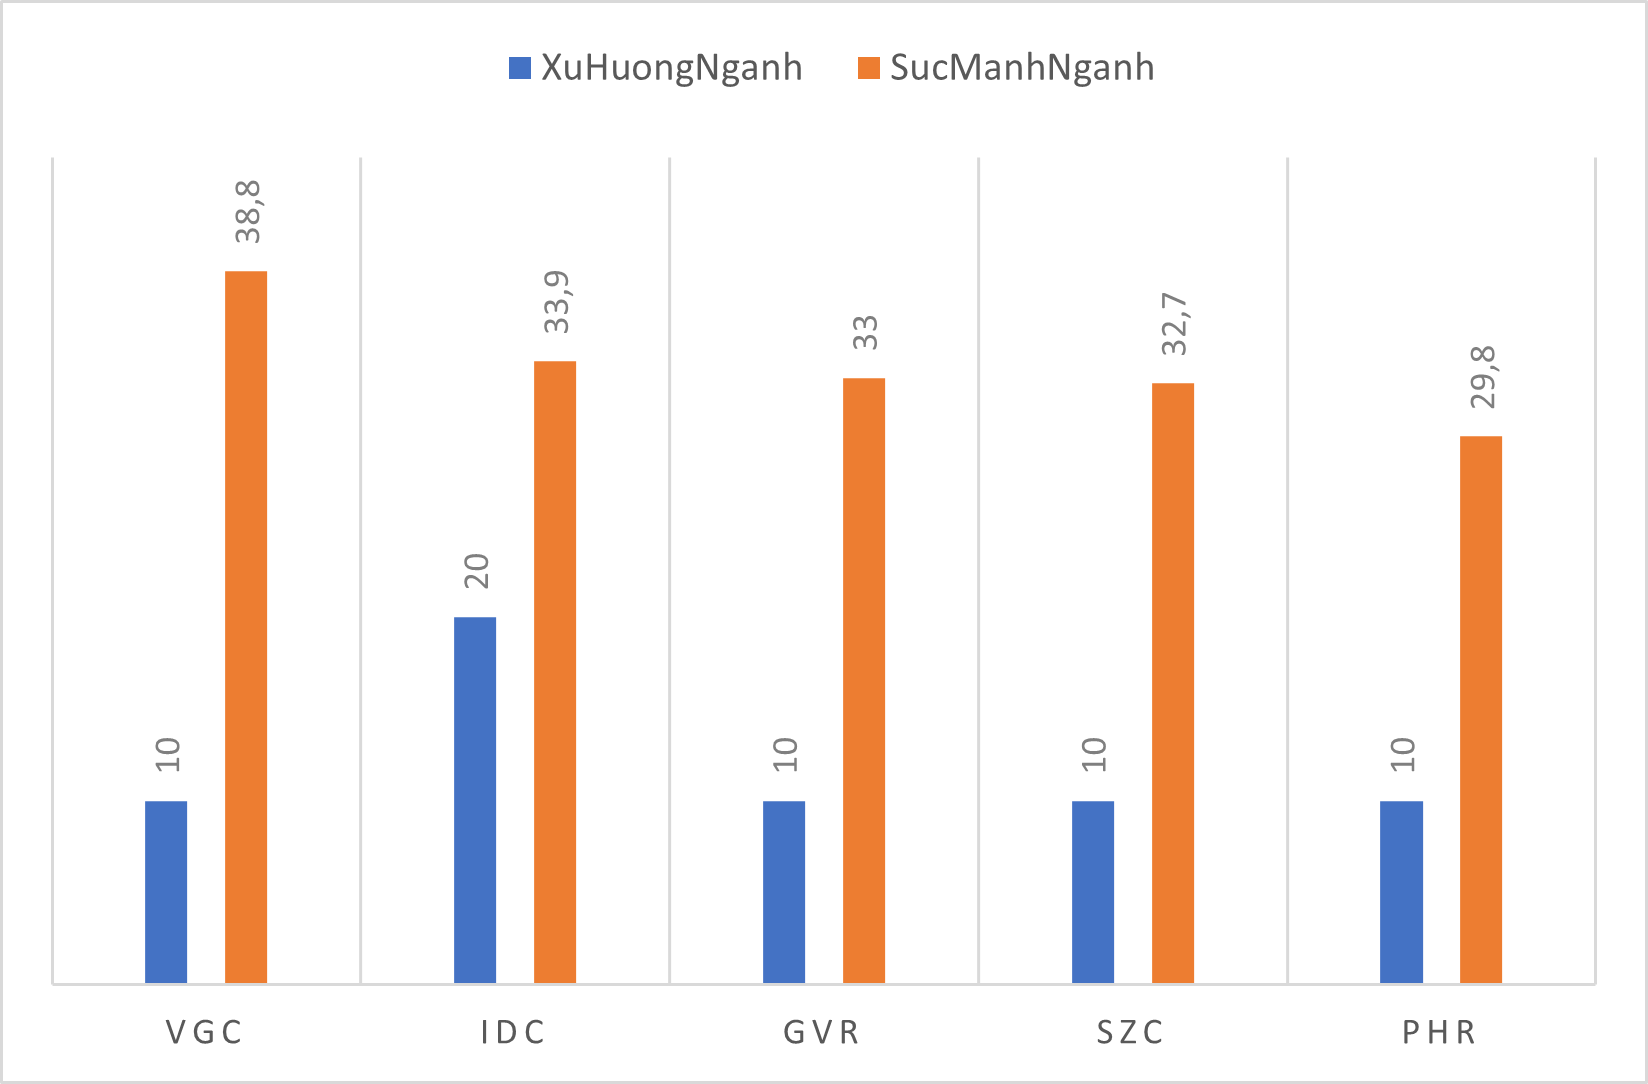 XuHuongNganh SucManhNganh
10 38,8
20 33,9
10 33
10 32,7
10 29,8
VGC IDC GVR SZC PHR